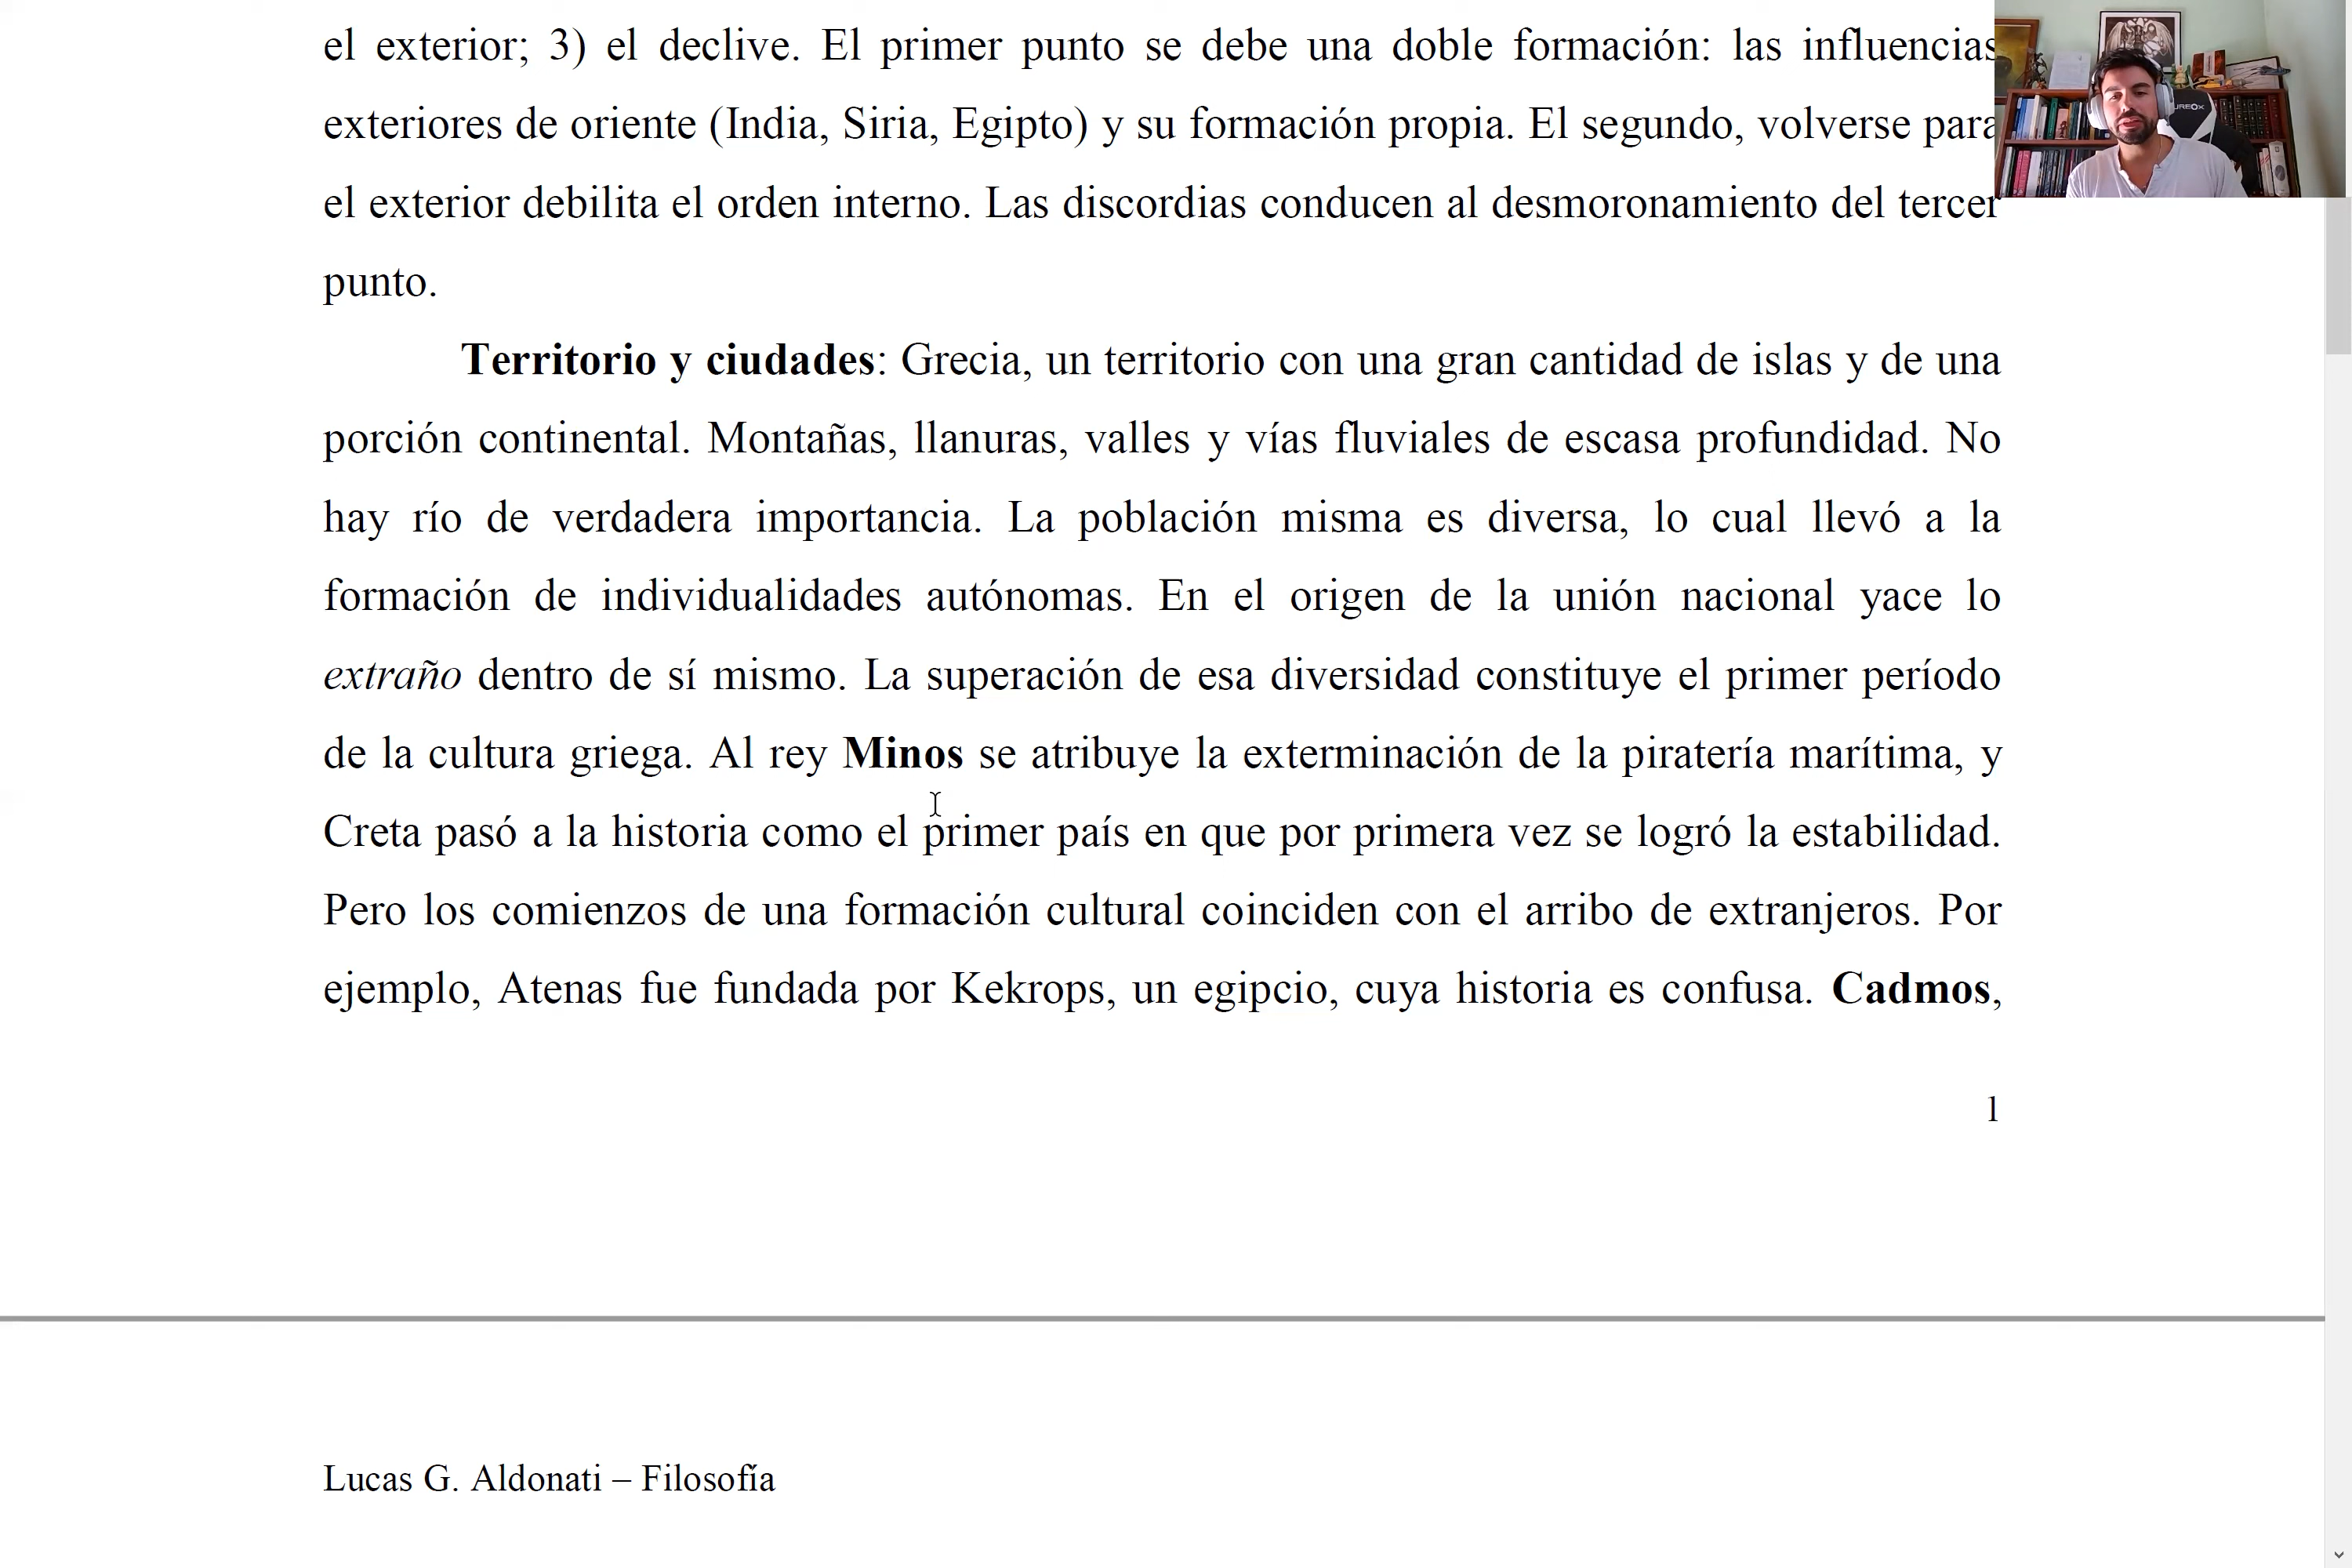 el exterior; 3) el declive. El primer punto se debe una doble formación: las influencias
exteriores de oriente (India, Siria, Egipto) y su formación propia. El segundo, volverse para
el exterior debilita el orden interno. Las discordias conducen al desmoronamiento del tercer
punto.
Territorio y ciudades: Grecia, un territorio con una gran cantidad de islas y de una
porción continental. Montañas, llanuras, valles y vías fluviales de escasa profundidad. No
hay río de verdadera importancia. La población misma es diversa, lo cual llevó a la
formación de individualidades autónomas. En el origen de la unión nacional yace lo
extraño dentro de sí mismo. La superación de esa diversidad constituye el primer período
de la cultura griega. Al rey Minos se atribuye la exterminación de la piratería marítima, y
Creta pasó a la historia como el primer país en que por primera vez se logró la estabilidad.
Pero los comienzos de una formación cultural coinciden con el arribo de extranjeros. Por
ejemplo, Atenas fue fundada por Kekrops, un egipcio, cuya historia es confusa. Cadmos,
1
Lucas G. Aldonati – Filosofía